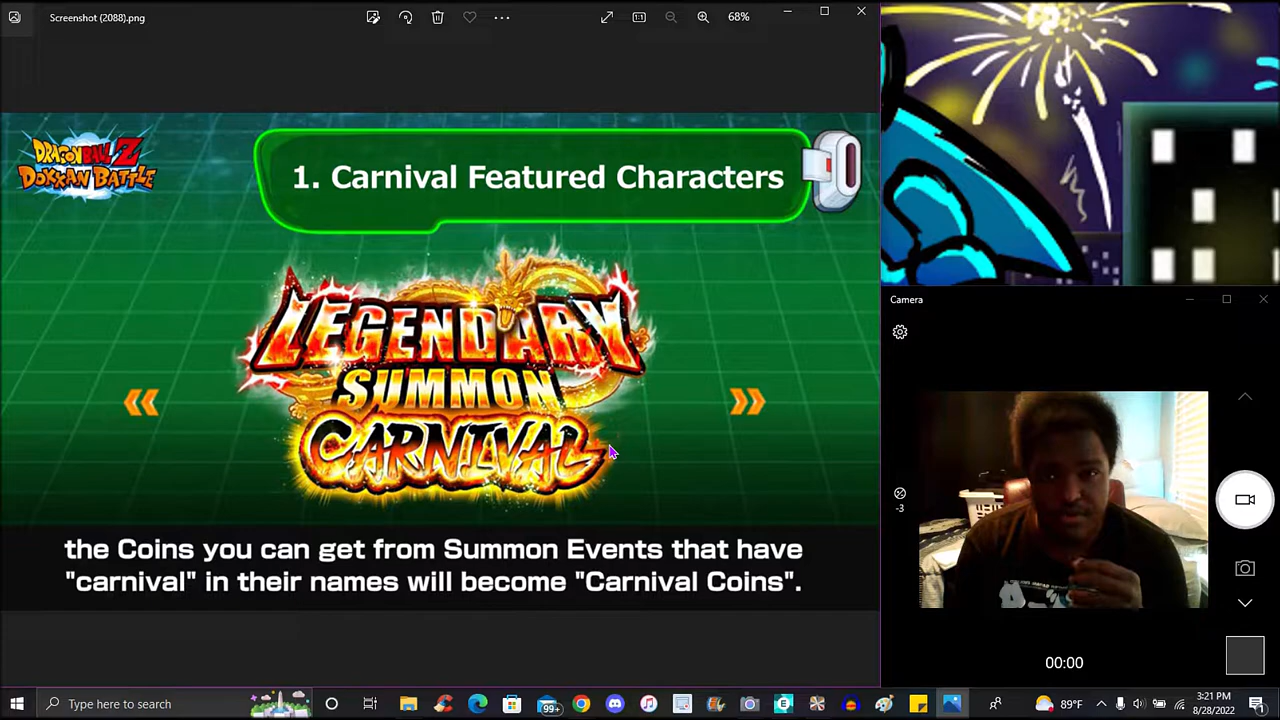 Screenshot (2088).png
68%
DRAGON BALL Z
DOKKAN BATTLE
1. Carnival Featured Characters
LEGENDARY
SUMMON
CARNIVAL
the Coins you can get from Summon Events that have
"carnival" in their names will become "Carnival Coins".
Camera
-3
00:00
Type here to search
99+
89°F
3:21 PM
8/28/2022